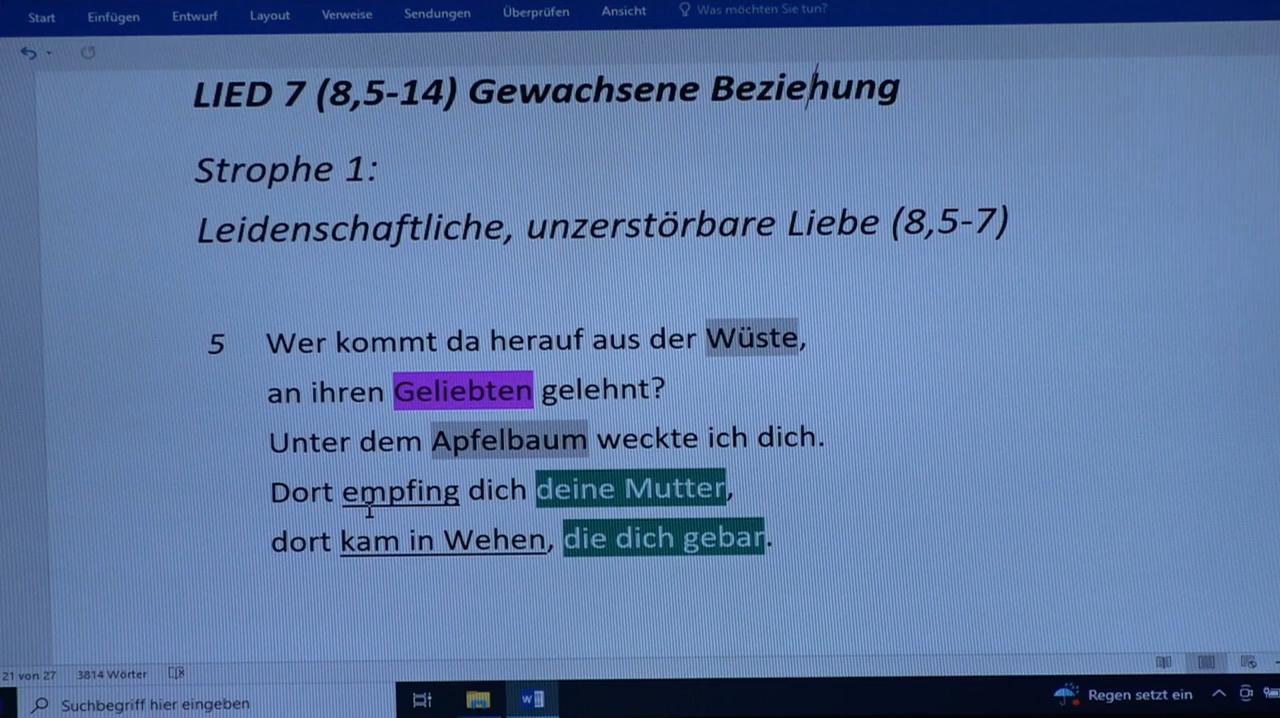 Start Einfügen Entwurf Layout Verweise Sendungen Überprüfen Ansicht Was möchten Sie tun?
LIED 7 (8,5-14) Gewachsene Beziehung
Strophe 1:
Leidenschaftliche, unzerstörbare Liebe (8,5-7)
5 Wer kommt da herauf aus der Wüste,
an ihren Geliebten gelehnt?
Unter dem Apfelbaum weckte ich dich.
Dort empfing dich deine Mutter,
dort kam in Wehen, die dich gebar.
21 von 27 3814 Wörter
Suchbegriff hier eingeben W Regen setzt ein